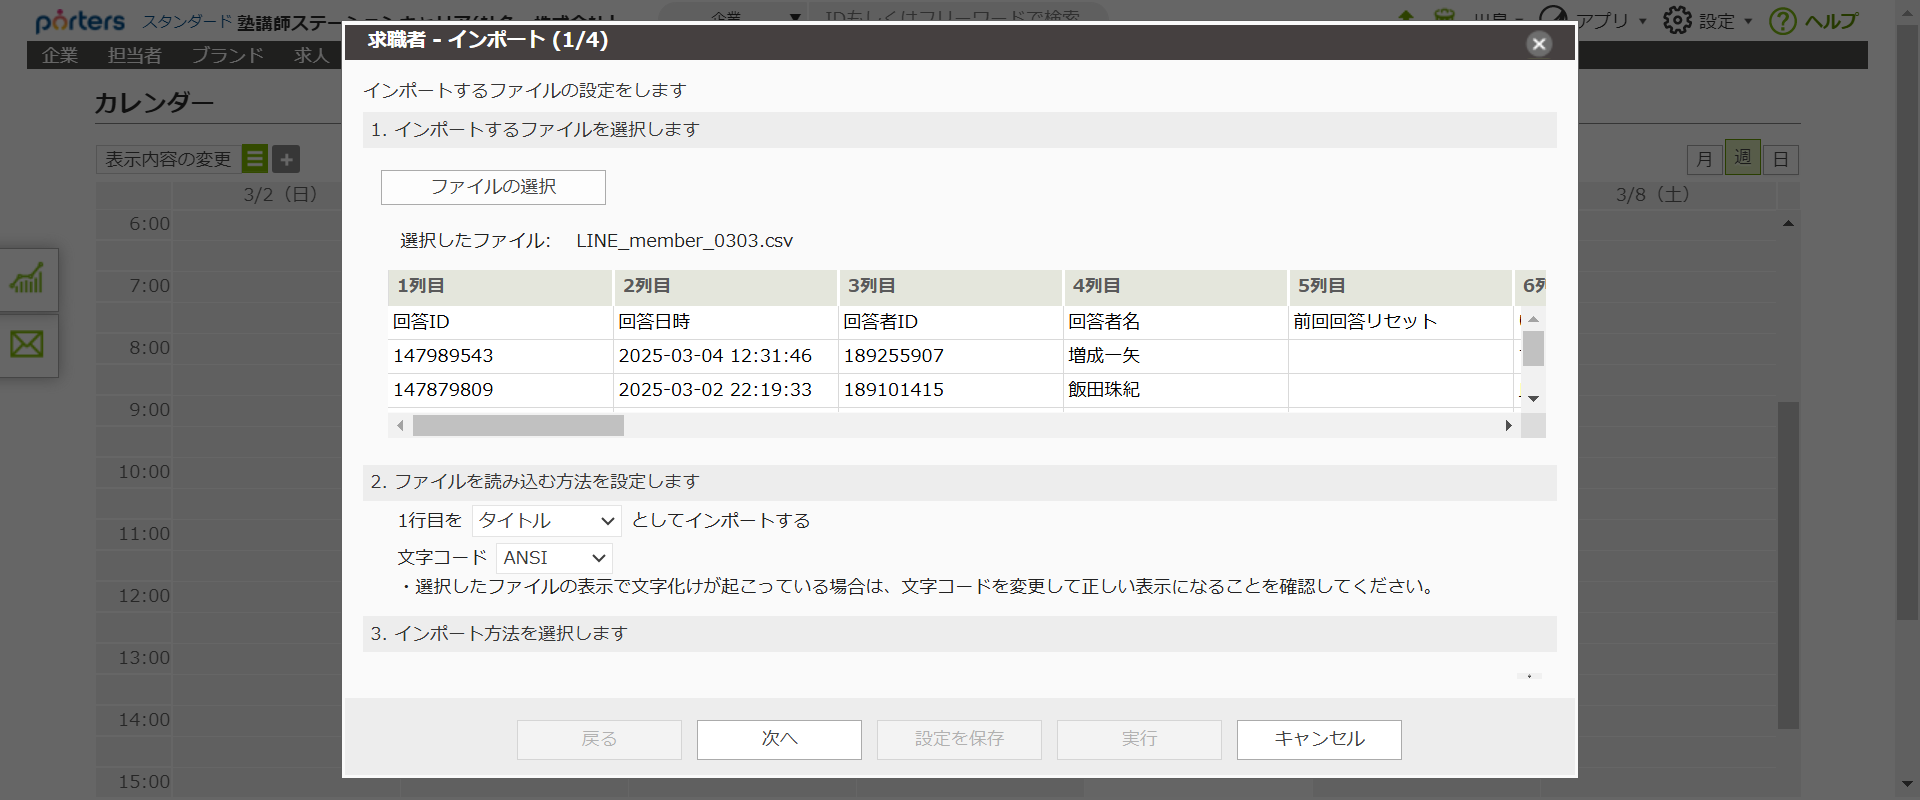 porters スタンダード 塾講師ステーション
企業
アプリ
設定
ヘルプ
企業 担当者 ブランド 求人
カレンダー
表示内容の変更
月 週 日
3/2（日）
3/8（土）
6:00
7:00
8:00
9:00
10:00
11:00
12:00
13:00
14:00
15:00
求職者 - インポート (1/4)
インポートするファイルの設定をします
1. インポートするファイルを選択します
ファイルの選択
選択したファイル: LINE_member_0303.csv
1列目 2列目 3列目 4列目 5列目 6列
回答ID 回答日時 回答者ID 回答者名 前回回答リセット
147989543 2025-03-04 12:31:46 189255907 増成一矢
147879809 2025-03-02 22:19:33 189101415 飯田珠紀
2. ファイルを読み込む方法を設定します
1行目を タイトル としてインポートする
文字コード ANSI
・選択したファイルの表示で文字化けが起こっている場合は、文字コードを変更して正しい表示になることを確認してください。
3. インポート方法を選択します
戻る 次へ 設定を保存 実行 キャンセル